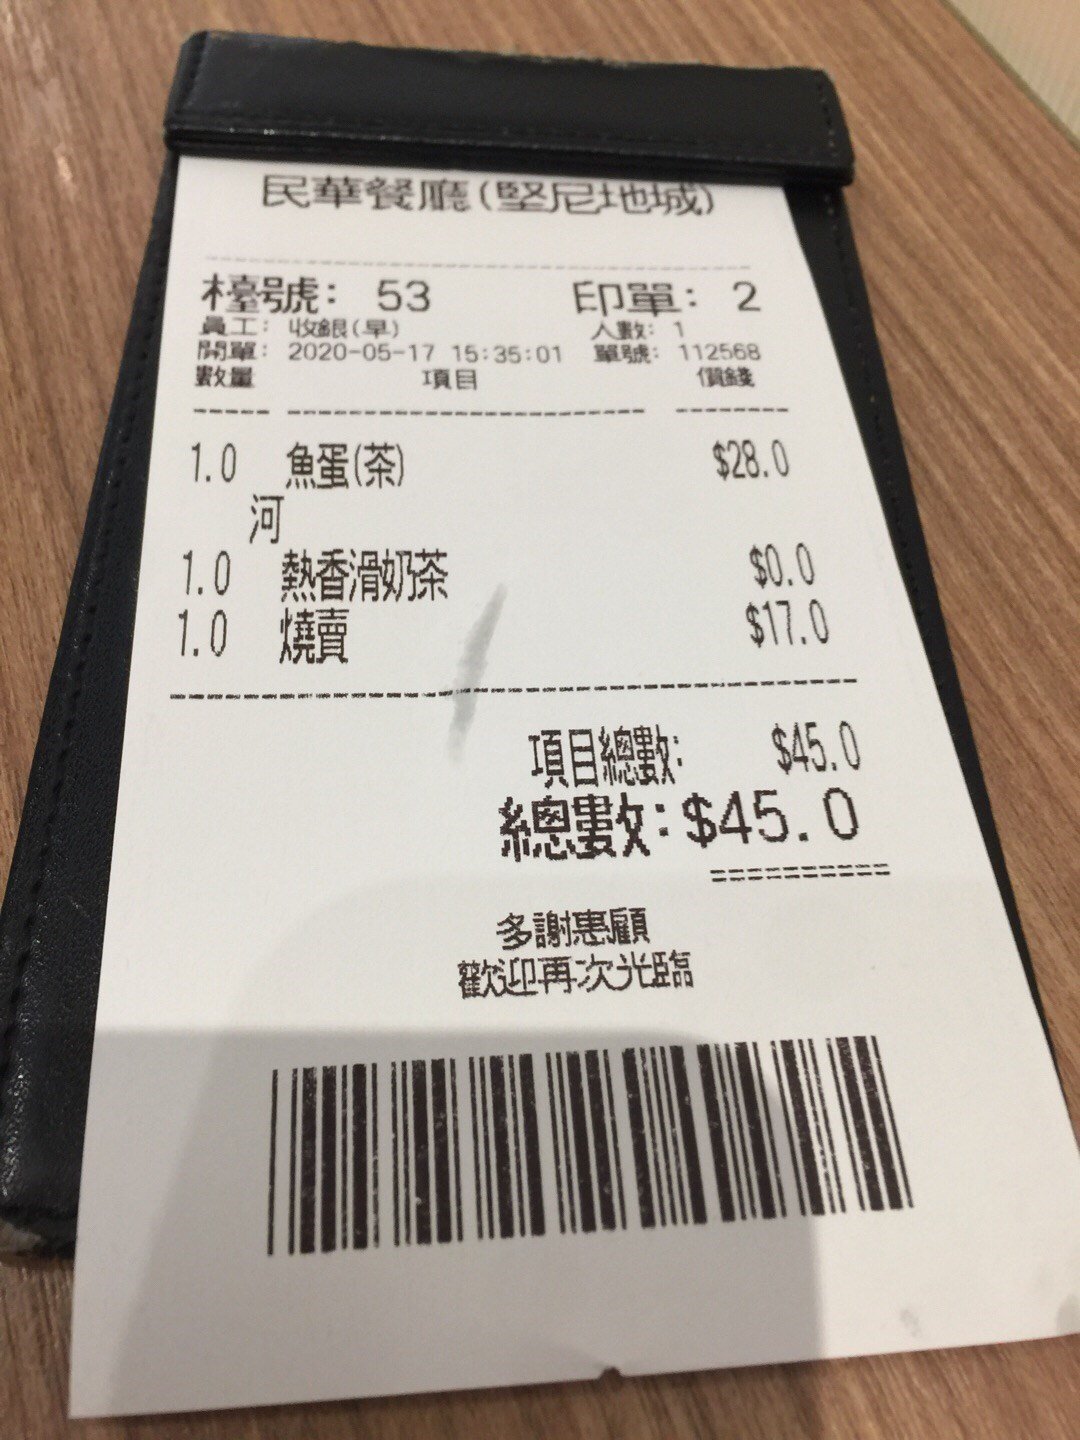 民華餐廳(堅尼地城)
檯號: 53 印單: 2
員工: 收銀(早) 人數: 1
開單: 2020-05-17 15:35:01 單號: 112568
數量 項目 價錢
1.0 魚蛋(茶) $28.0
河
1.0 熱香滑奶茶 $0.0
1.0 燒賣 $17.0
項目總數: $45.0
總數: $45.0
多謝惠顧
歡迎再次光臨